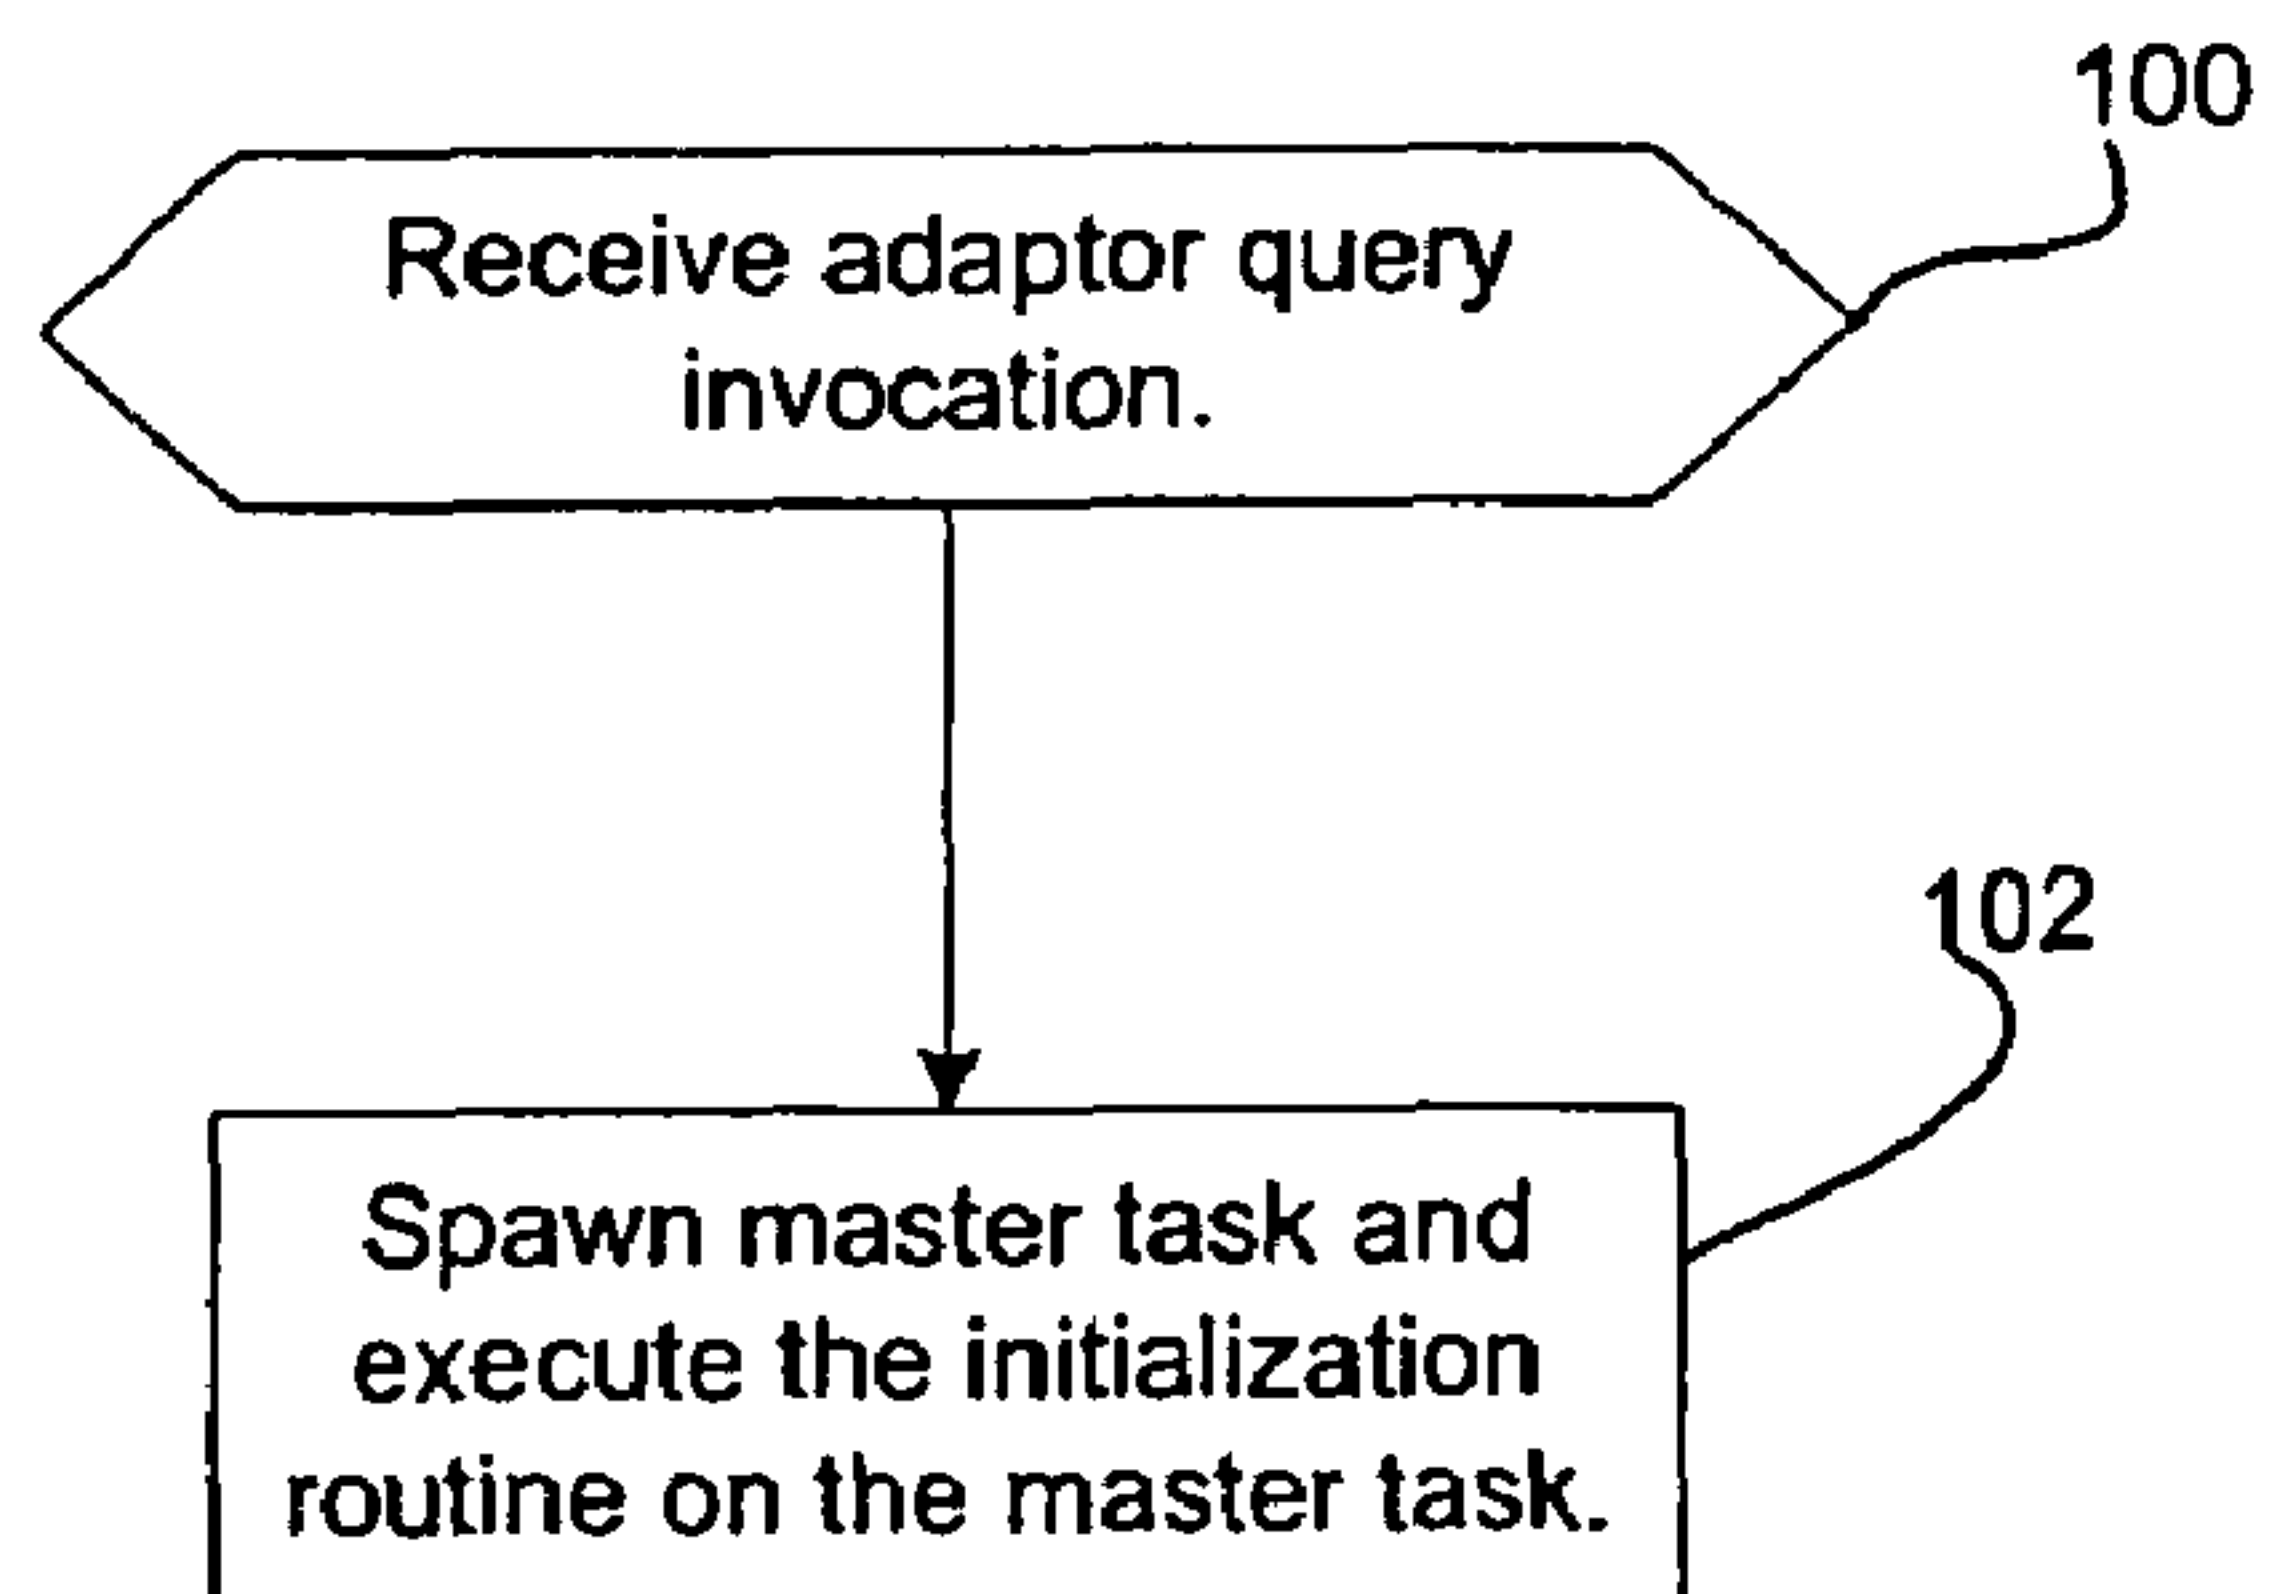 100
Receive adaptor query
invocation.
102
Spawn master task and
execute the initialization
routine on the master task.